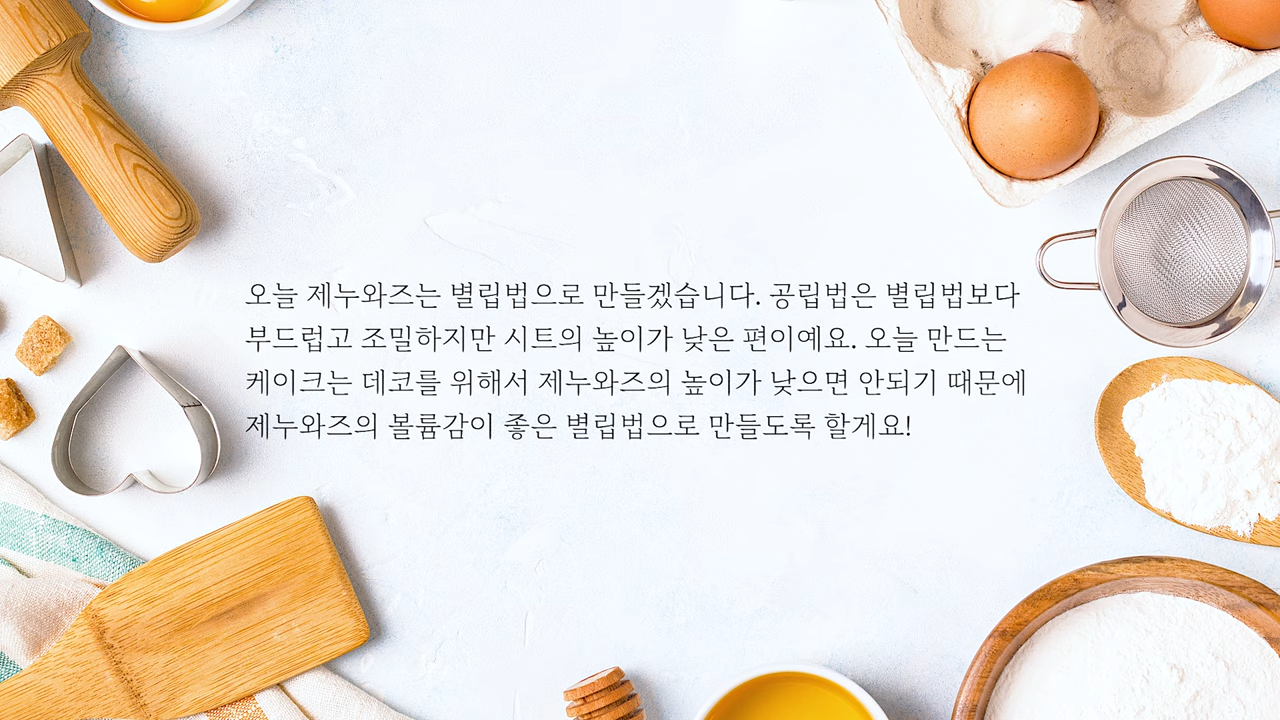 오늘 제누와즈는 별립법으로 만들겠습니다. 공립법은 별립법보다
부드럽고 조밀하지만 시트의 높이가 낮은 편이예요. 오늘 만드는
케이크는 데코를 위해서 제누와즈의 높이가 낮으면 안되기 때문에
제누와즈의 볼륨감이 좋은 별립법으로 만들도록 할게요!